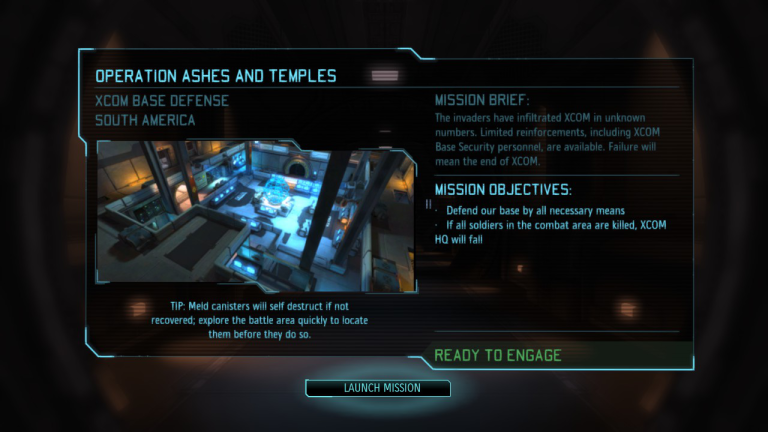 OPERATION ASHES AND TEMPLES
XCOM BASE DEFENSE
SOUTH AMERICA
TIP: Meld canisters will self destruct if not
recovered; explore the battle area quickly to locate
them before they do so.
MISSION BRIEF:
The invaders have infiltrated XCOM in unknown
numbers. Limited reinforcements, including XCOM
Base Security personnel, are available. Failure will
mean the end of XCOM.
MISSION OBJECTIVES:
· Defend our base by all necessary means
· If all soldiers in the combat area are killed, XCOM
HQ will fall
READY TO ENGAGE
LAUNCH MISSION